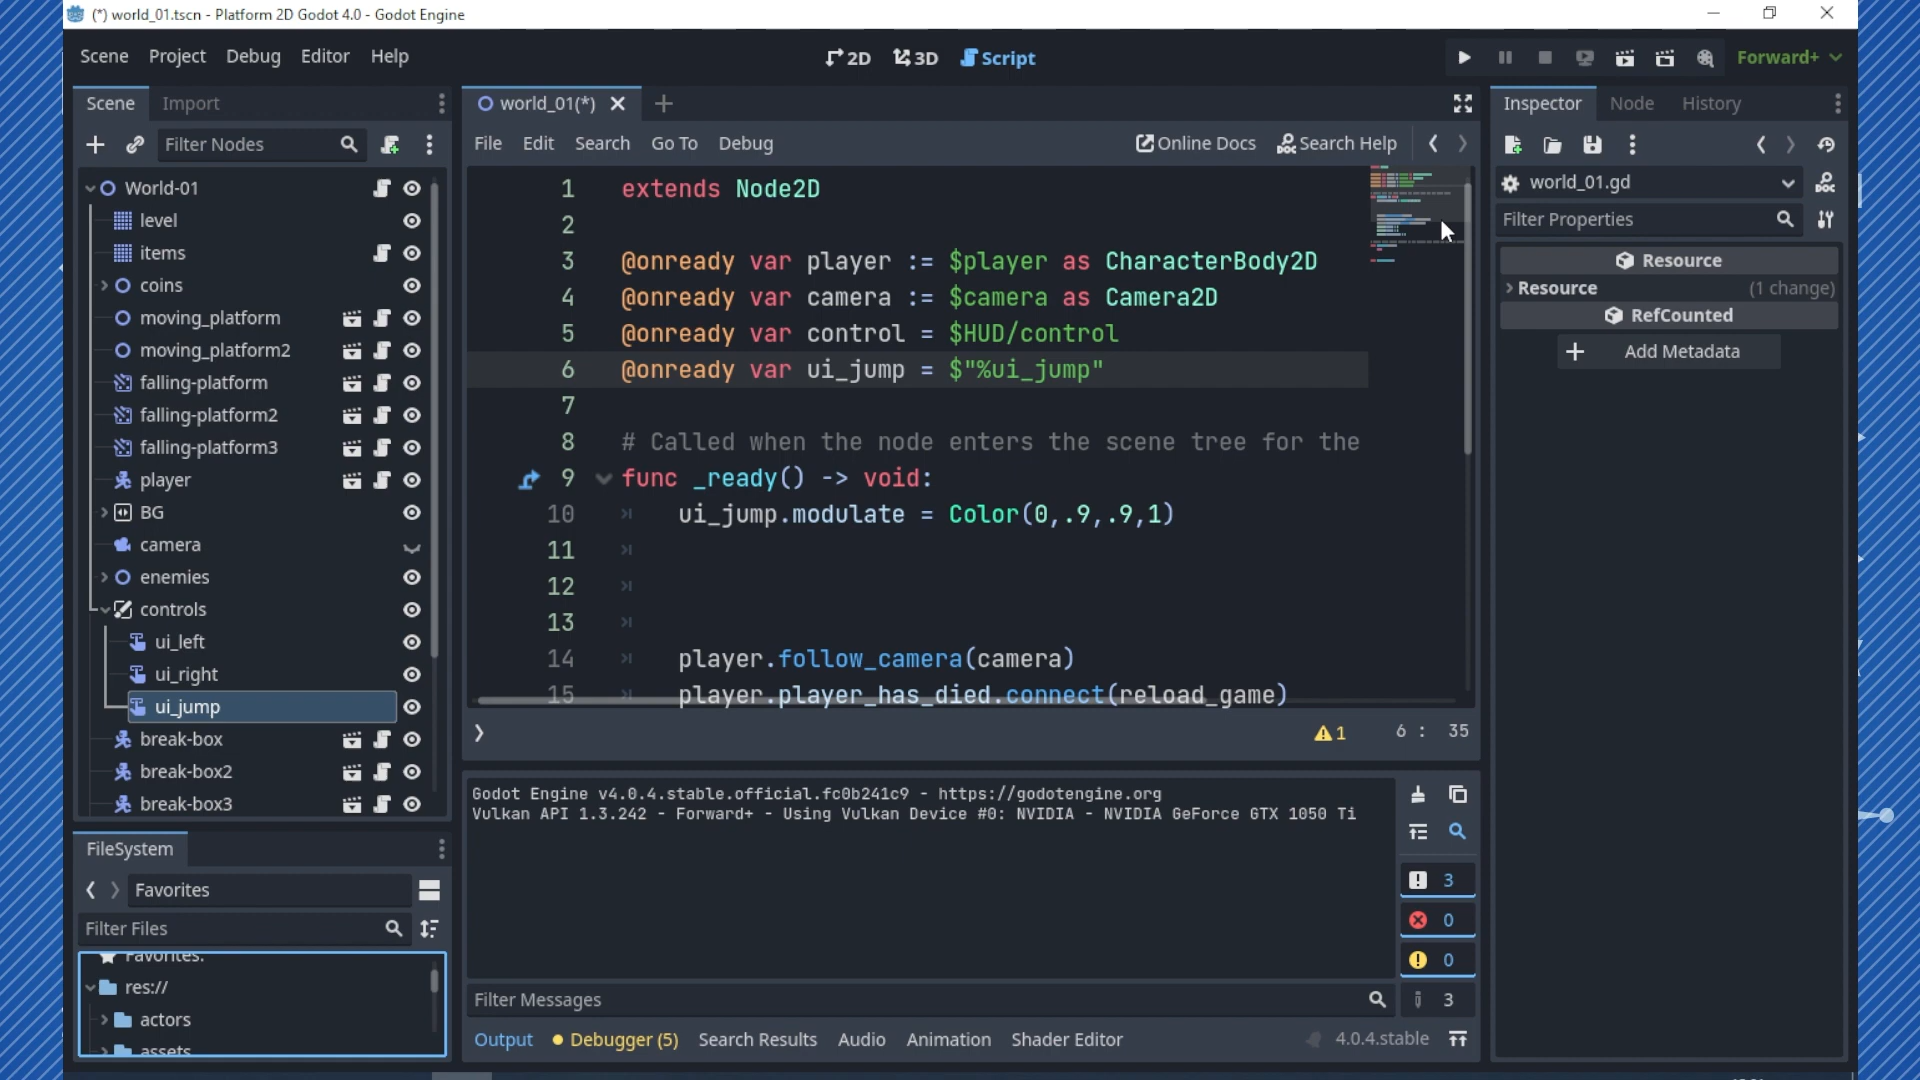 (*) world_01.tscn - Platform 2D Godot 4.0 - Godot Engine
Scene Project Debug Editor Help
2D 3D Script
Forward+
Scene Import
Filter Nodes
World-01
level
items
coins
moving_platform
moving_platform2
falling-platform
falling-platform2
falling-platform3
player
BG
camera
enemies
controls
ui_left
ui_right
ui_jump
break-box
break-box2
break-box3
FileSystem
Favorites
Filter Files
Favorites:
res://
actors
assets
world_01(*)
File Edit Search Go To Debug
Online Docs Search Help
1 extends Node2D
2
3 @onready var player := $player as CharacterBody2D
4 @onready var camera := $camera as Camera2D
5 @onready var control = $HUD/control
6 @onready var ui_jump = $"%ui_jump"
7
8 # Called when the node enters the scene tree for the
9 func _ready() -> void:
10 ui_jump.modulate = Color(0,.9,.9,1)
11
12
13
14 player.follow_camera(camera)
15 player.player_has_died.connect(reload_game)
1 6 : 35
Godot Engine v4.0.4.stable.official.fc0b241c9 - https://godotengine.org
Vulkan API 1.3.242 - Forward+ - Using Vulkan Device #0: NVIDIA - NVIDIA GeForce GTX 1050 Ti
3
0
0
3
Filter Messages
Output Debugger (5) Search Results Audio Animation Shader Editor
4.0.4.stable
Inspector Node History
world_01.gd
Filter Properties
Resource
Resource (1 change)
RefCounted
Add Metadata